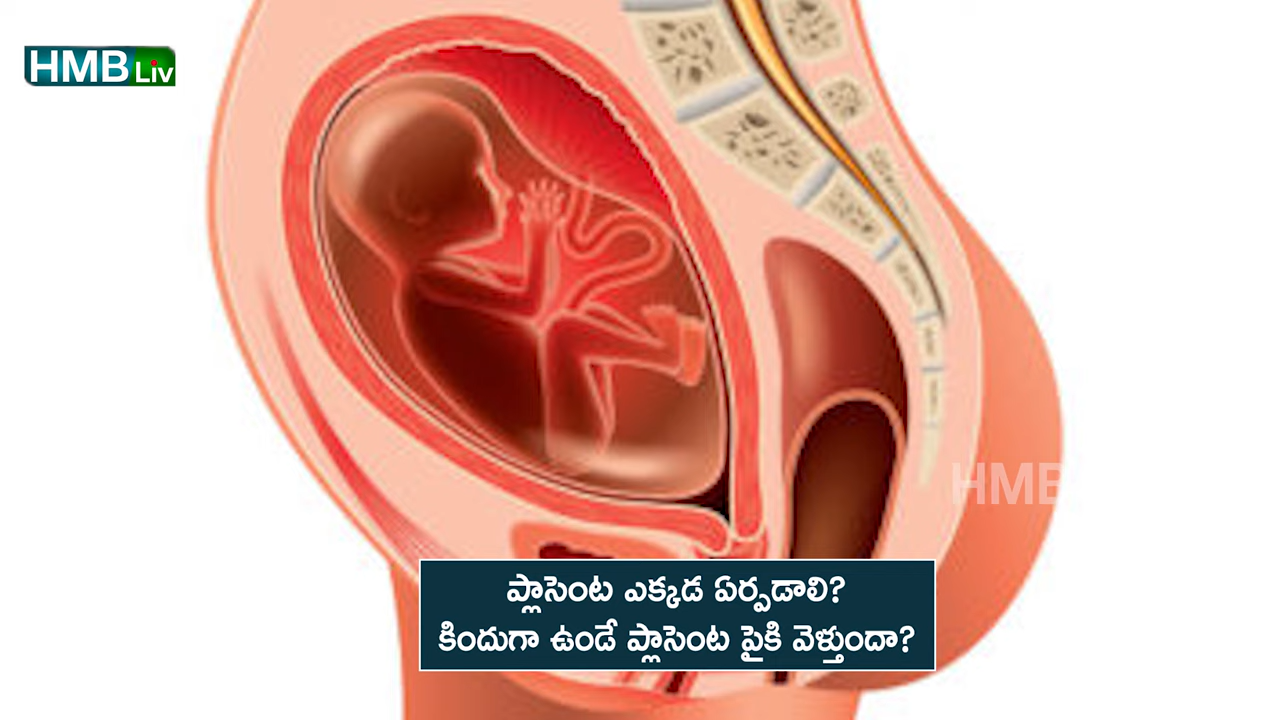 HMB Liv
HMB
ప్లాసెంట ఎక్కడ ఏర్పడాలి?
కిందుగా ఉండే ప్లాసెంట పైకి వెళ్తుందా?